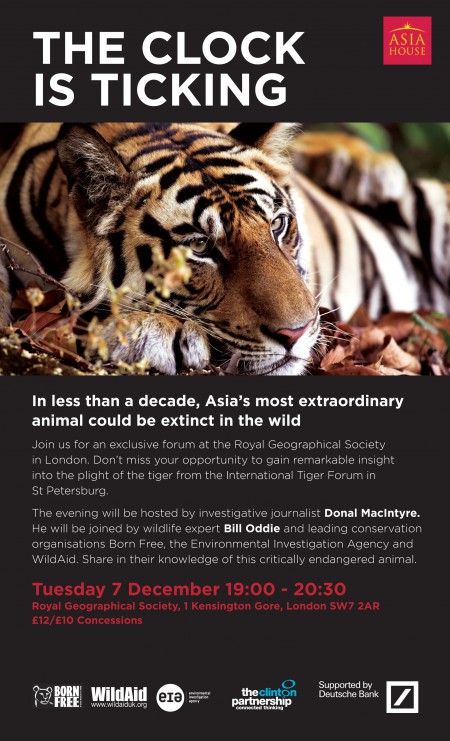 THE CLOCK
IS TICKING
ASIA
HOUSE
In less than a decade, Asia's most extraordinary
animal could be extinct in the wild
Join us for an exclusive forum at the Royal Geographical Society
in London. Don't miss your opportunity to gain remarkable insight
into the plight of the tiger from the International Tiger Forum in
St Petersburg.
The evening will be hosted by investigative journalist Donal MacIntyre.
He will be joined by wildlife expert Bill Oddie and leading conservation
organisations Born Free, the Environmental Investigation Agency and
WildAid. Share in their knowledge of this critically endangered animal.
Tuesday 7 December 19:00 - 20:30
Royal Geographical Society, 1 Kensington Gore, London SW7 2AR
£12/£10 Concessions
BORN
FREE
WildAid
www.wildaiduk.org
eia
environmental
investigation
agency
theclinton
partnership
connected thinking
Supported by
Deutsche Bank